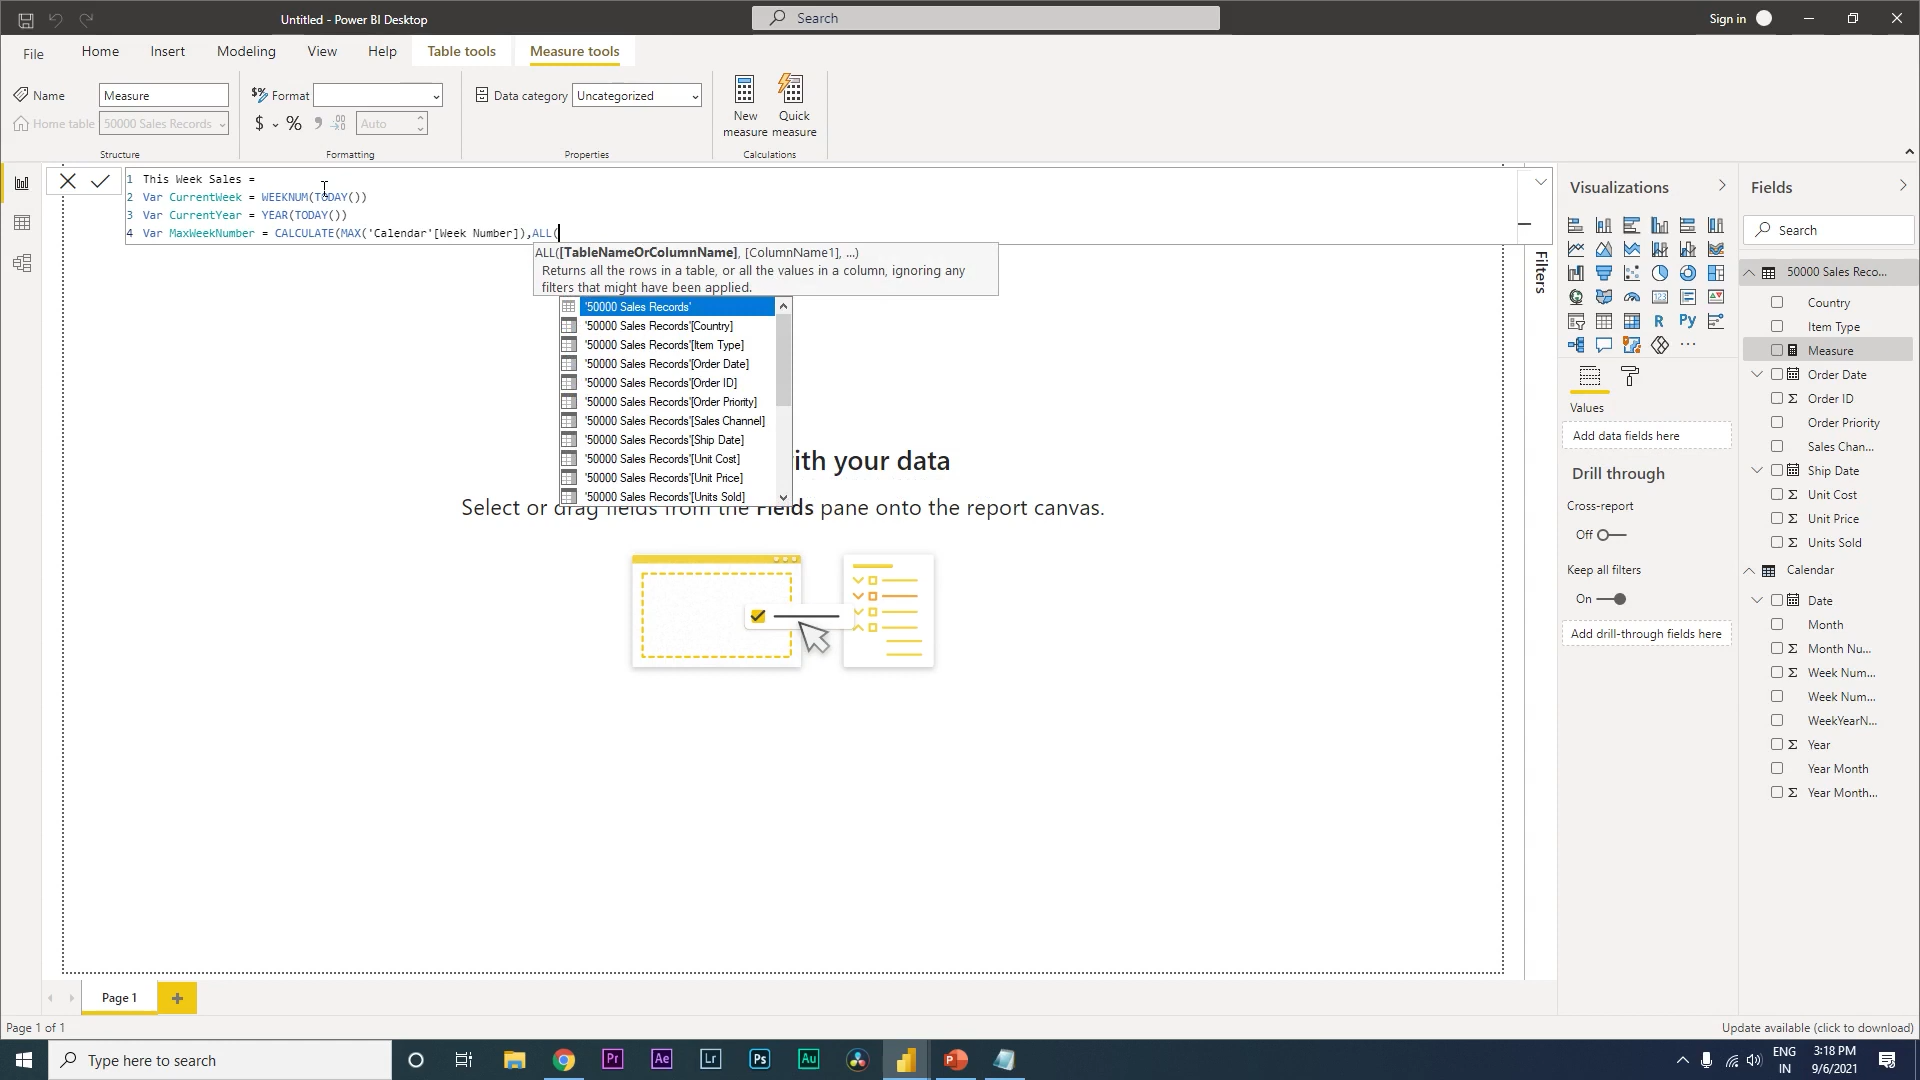 Untitled - Power BI Desktop
Search
Sign in
File
Home
Insert
Modeling
View
Help
Table tools
Measure tools
Name
Measure
Home table
50000 Sales Records
Structure
$% Format
$ % 9 .00
Auto
Formatting
Data category
Uncategorized
Properties
New measure
Quick measure
Calculations
1 This Week Sales =
2 Var CurrentWeek = WEEKNUM(TODAY())
3 Var CurrentYear = YEAR(TODAY())
4 Var MaxWeekNumber = CALCULATE(MAX('Calendar'[Week Number]),ALL(
ALL([TableNameOrColumnName], [ColumnName1], ...)
Returns all the rows in a table, or all the values in a column, ignoring any
filters that might have been applied.
'50000 Sales Records'
'50000 Sales Records'[Country]
'50000 Sales Records'[Item Type]
'50000 Sales Records'[Order Date]
'50000 Sales Records'[Order ID]
'50000 Sales Records'[Order Priority]
'50000 Sales Records'[Sales Channel]
'50000 Sales Records'[Ship Date]
'50000 Sales Records'[Unit Cost]
'50000 Sales Records'[Unit Price]
'50000 Sales Records'[Units Sold]
with your data
Select or drag fields from the Fields pane onto the report canvas.
Filters
Visualizations
R
Py
...
Values
Add data fields here
Drill through
Cross-report
Off
Keep all filters
On
Add drill-through fields here
Fields
Search
50000 Sales Reco...
Country
Item Type
Measure
Order Date
Order ID
Order Priority
Sales Chan...
Ship Date
Unit Cost
Unit Price
Units Sold
Calendar
Date
Month
Month Nu...
Week Num...
Week Num...
WeekYearN...
Year
Year Month
Year Month...
Page 1
+
Page 1 of 1
Update available (click to download)
Type here to search
Pr
Ae
Lr
Ps
Au
ENG
IN
3:18 PM
9/6/2021